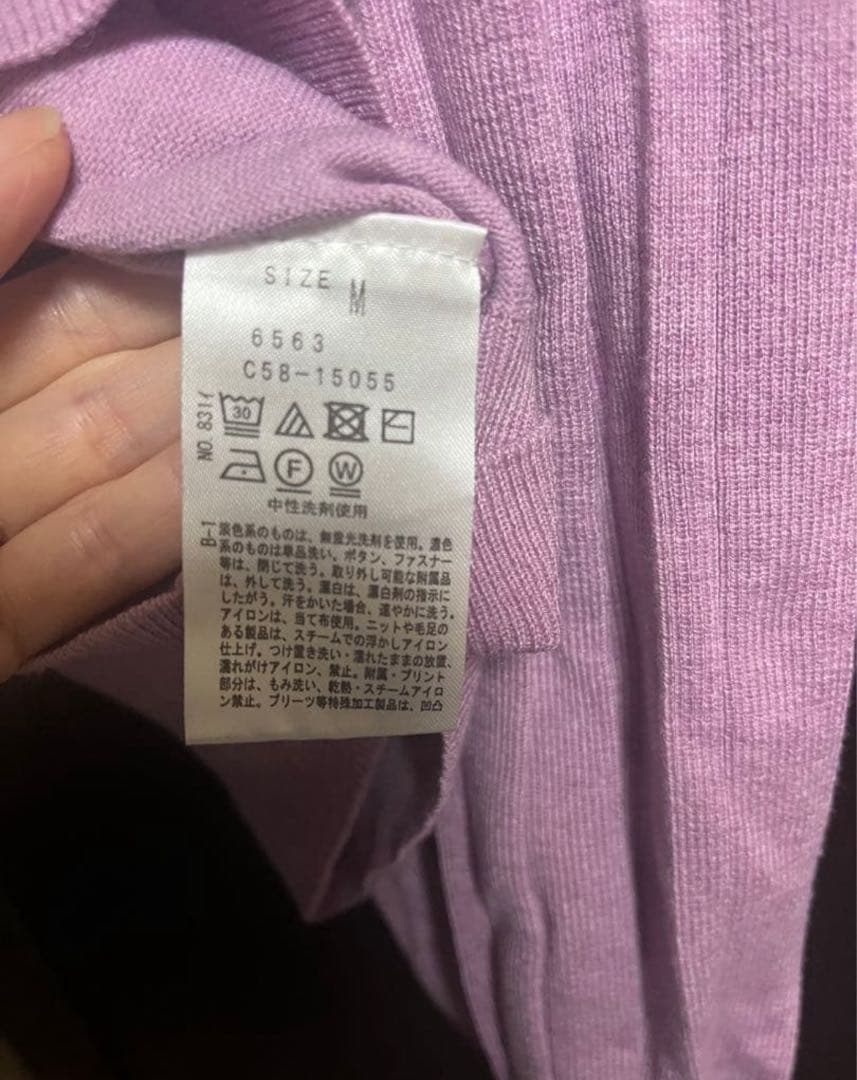 SIZE M
6563
C58-15055
NO.831イ
30
F W
中性洗剤使用
B-1
淡色系のものは、無蛍光洗剤を使用。濃色
系のものは単品洗い。ボタン、ファスナー
等は、閉じて洗う。取り外し可能な附属品
は、外して洗う。漂白は、漂白剤の指示に
したがう。汗をかいた場合、速やかに洗う。
アイロンは、当て布使用。ニットや毛足の
ある製品は、スチームでの浮かしアイロン
仕上げ。つけ置き洗い・濡れたままの放置、
濡れがけアイロン、禁止。附属・プリント
部分は、もみ洗い、乾熱・スチームアイロ
ン禁止。プリーツ等特殊加工製品は、凹凸